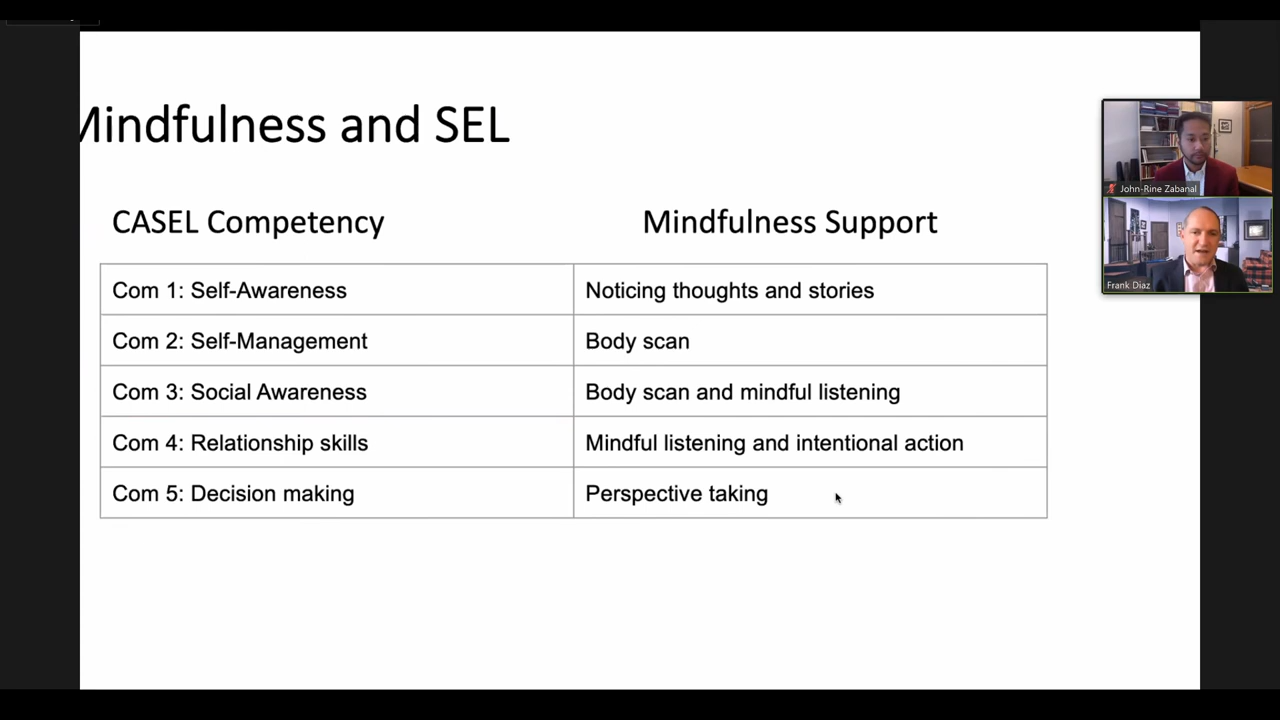 Mindfulness and SEL
CASEL Competency
Mindfulness Support
Com 1: Self-Awareness
Noticing thoughts and stories
Com 2: Self-Management
Body scan
Com 3: Social Awareness
Body scan and mindful listening
Com 4: Relationship skills
Mindful listening and intentional action
Com 5: Decision making
Perspective taking
John-Rine Zabanal
Frank Diaz